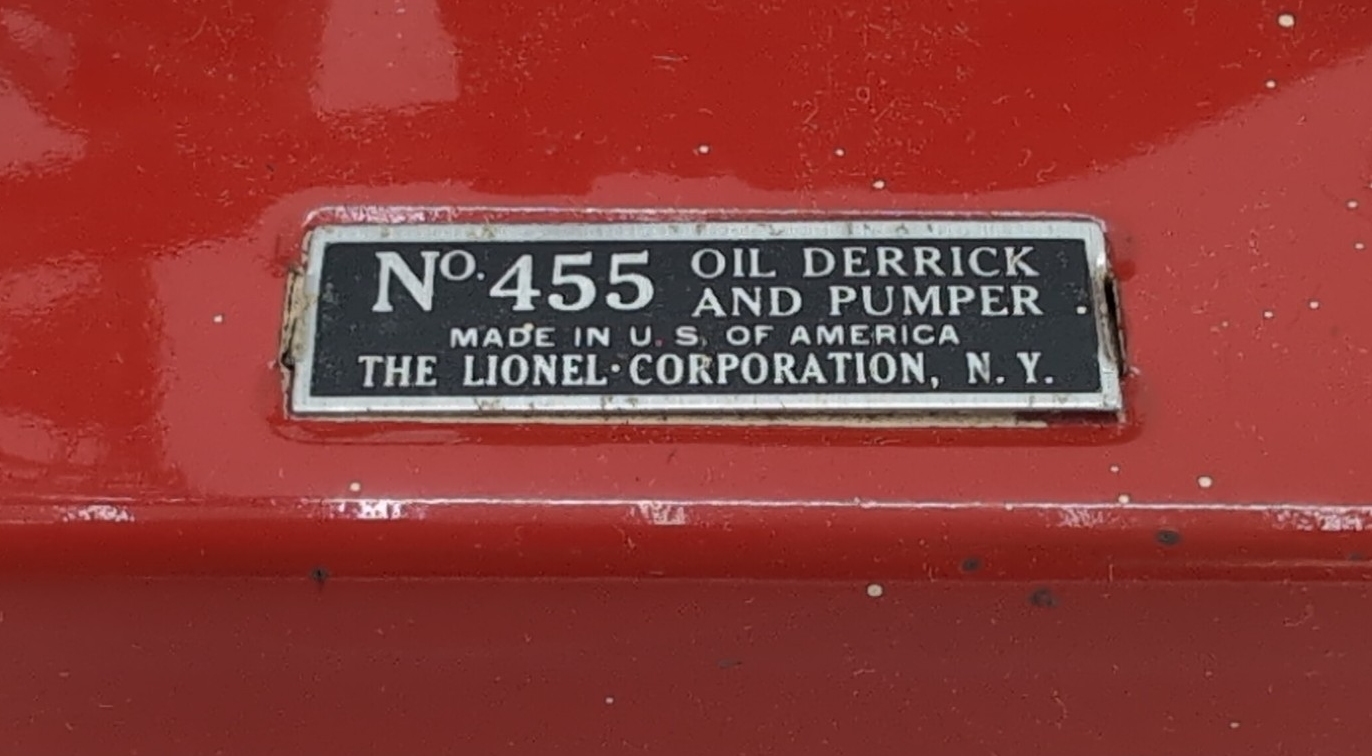 No. 455 OIL DERRICK
AND PUMPER
MADE IN U.S. OF AMERICA
THE LIONEL·CORPORATION, N. Y.